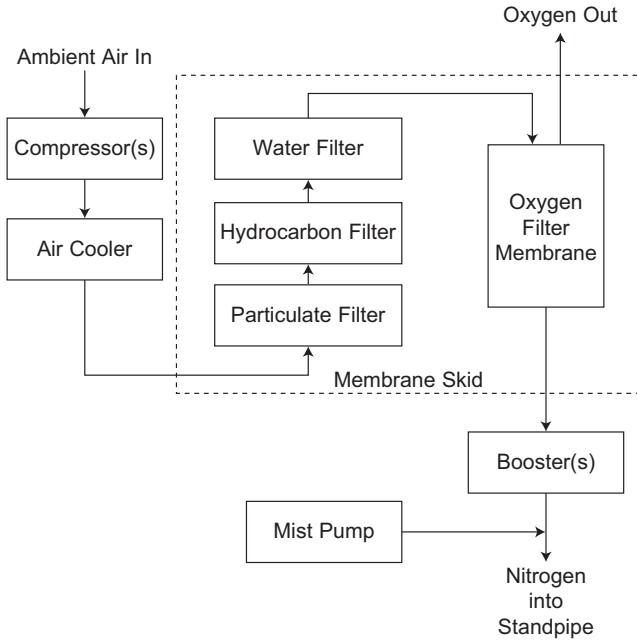 Oxygen Out
Ambient Air In
Compressor(s)
Air Cooler
Water Filter
Hydrocarbon Filter
Particulate Filter
Membrane Skid
Oxygen
Filter
Membrane
Booster(s)
Mist Pump
Nitrogen
into
Standpipe